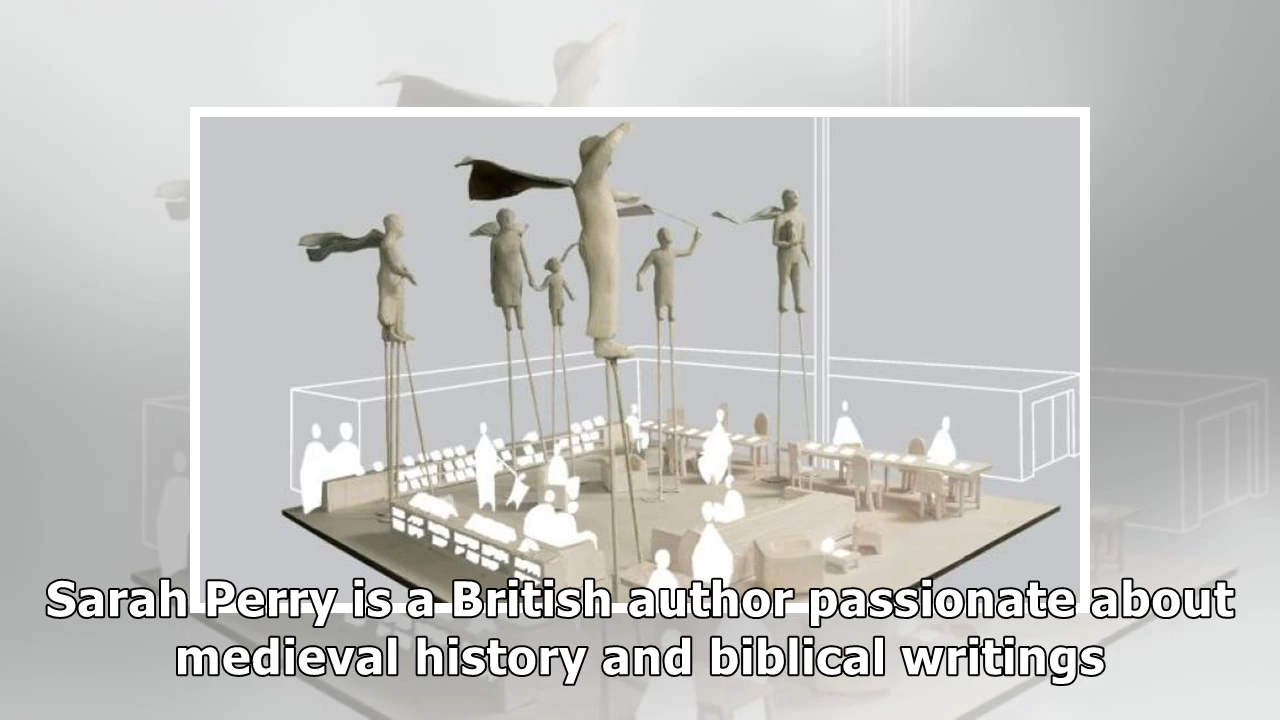 Sarah Perry is a British author passionate about
medieval history and biblical writings